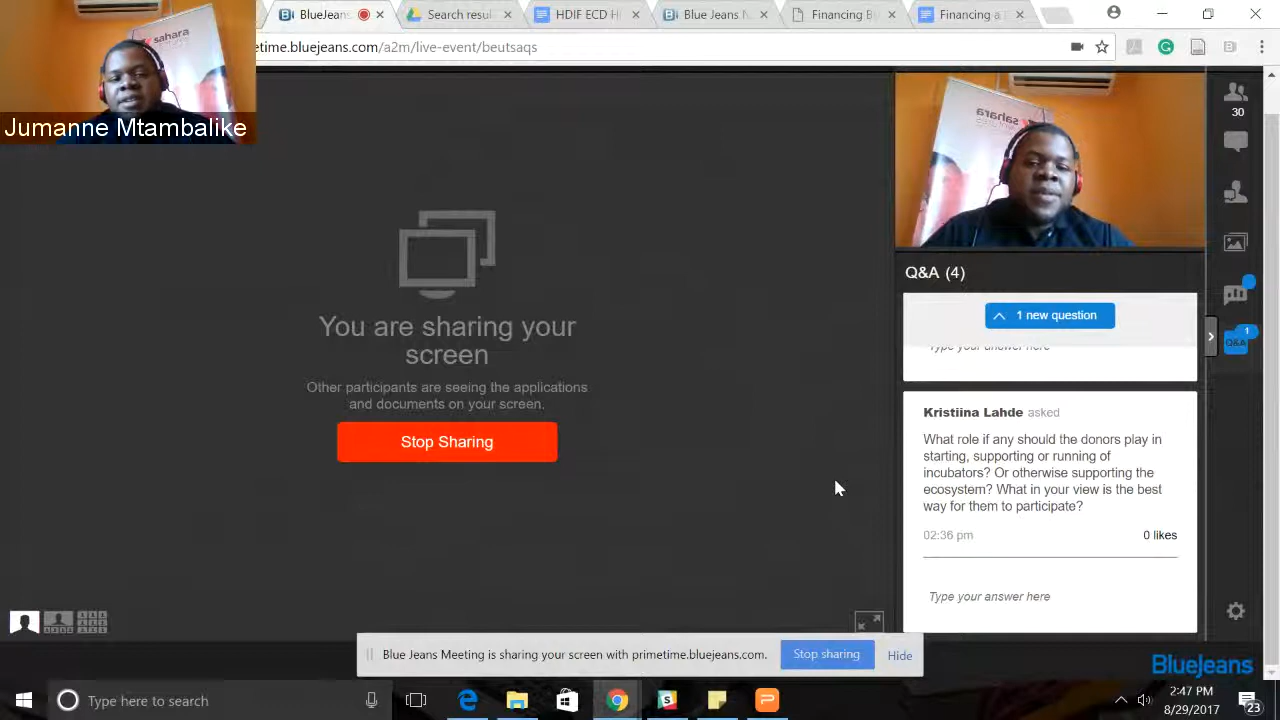 BlueJeans
Search resul
HDIF ECD H
Blue Jeans N
Financing B
Financing a
etime.bluejeans.com/a2m/live-event/beutsaqs
sahara
Jumanne Mtambalike
sahara
30
You are sharing your
screen
Other participants are seeing the applications
and documents on your screen.
Stop Sharing
Q&A (4)
1 new question
Type your answer here
1
Q&A
Kristiina Lahde asked
What role if any should the donors play in
starting, supporting or running of
incubators? Or otherwise supporting the
ecosystem? What in your view is the best
way for them to participate?
02:36 pm
0 likes
Type your answer here
Blue Jeans Meeting is sharing your screen with primetime.bluejeans.com.
Stop sharing
Hide
BlueJeans
Type here to search
2:47 PM
8/29/2017
23